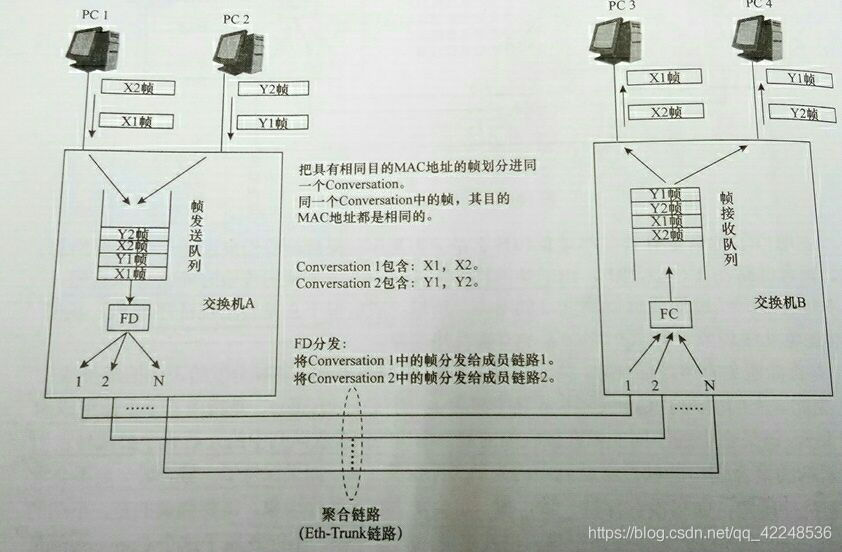 PC 1
PC 2
PC 3
PC 4
X2帧
X1帧
Y2帧
Y1帧
X1帧
X2帧
Y1帧
Y2帧
把具有相同目的MAC地址的帧划分进同
一个Conversation。
同一个Conversation中的帧，其目的
MAC地址都是相同的。
帧发送队列
Y2帧
X2帧
Y1帧
X1帧
Y1帧
Y2帧
X1帧
X2帧
帧接收队列
Conversation 1包含：X1，X2。
Conversation 2包含：Y1，Y2。
交换机A
交换机B
FD
FC
FD分发：
将Conversation 1中的帧分发给成员链路1。
将Conversation 2中的帧分发给成员链路2。
1 2 N
......
1 2 N
......
聚合链路
（Eth-Trunk链路）
https://blog.csdn.net/qq_42248536